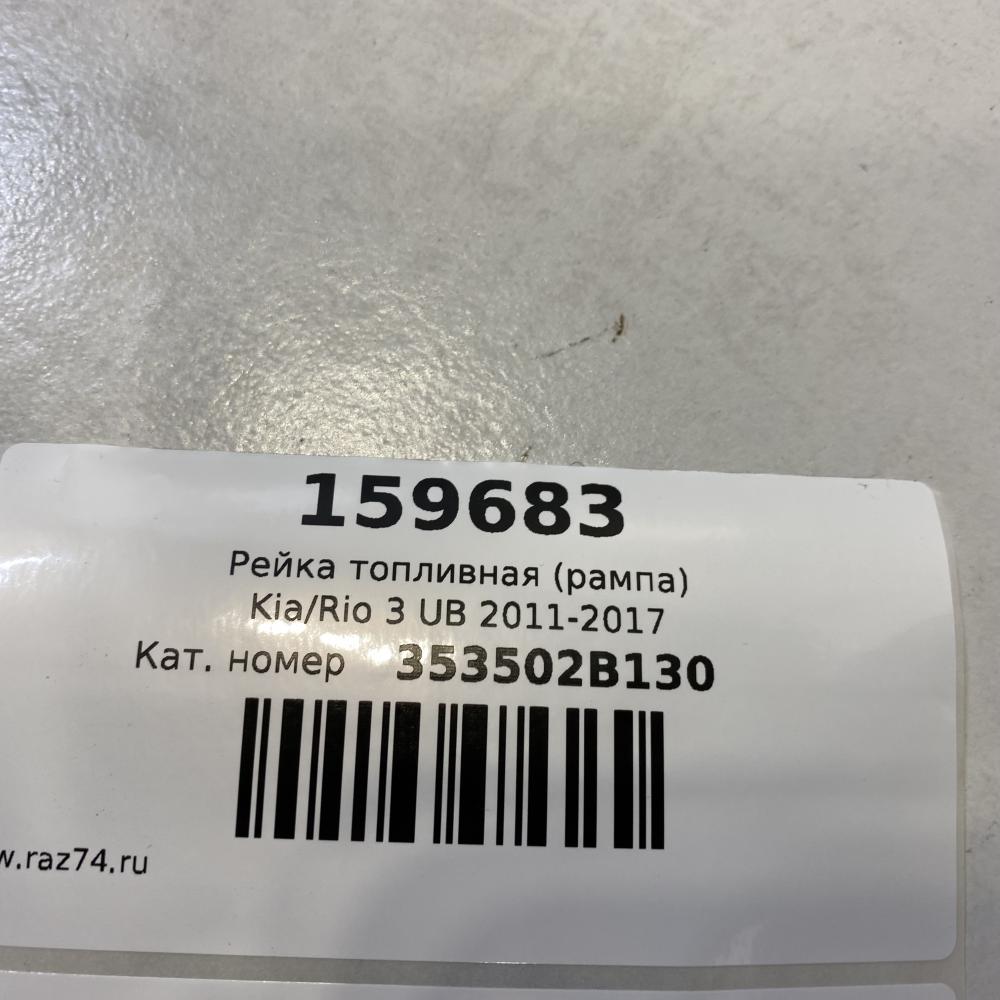 159683
Рейка топливная (рампа)
Kia/Rio 3 UB 2011-2017
Кат. номер 353502B130
w.raz74.ru